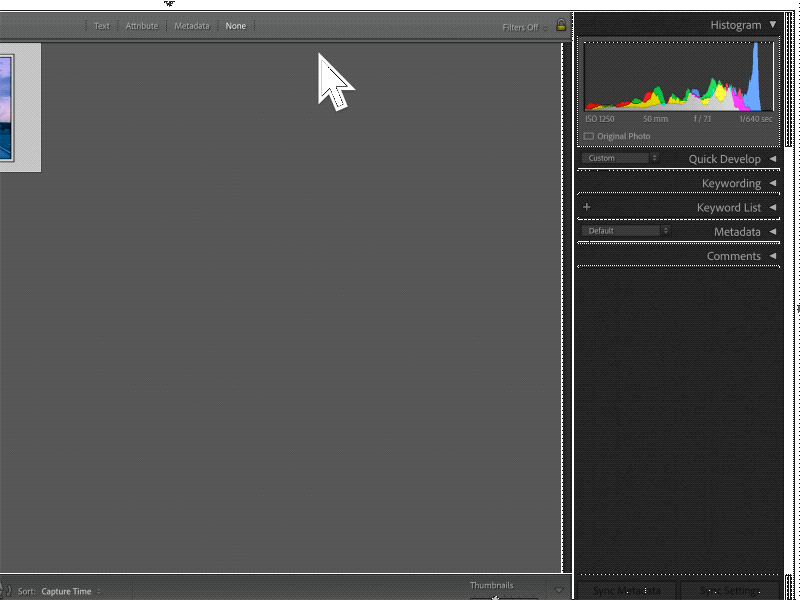 Text Attribute Metadata None Filters Off
Histogram
ISO 1250 50 mm f / 7.1 1/640 sec
Original Photo
Custom Quick Develop
Keywording
+ Keyword List
Default Metadata
Comments
Sort: Capture Time Thumbnails
Sync Metadata Sync Settings